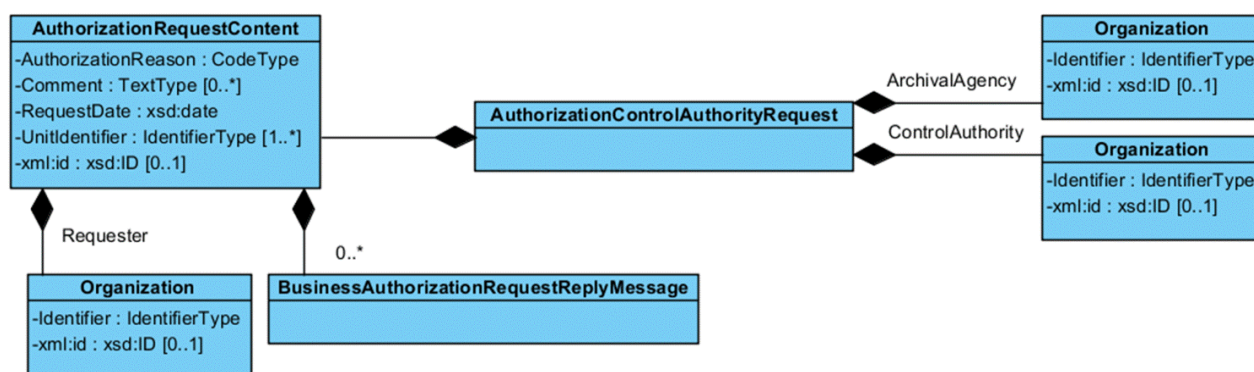 AuthorizationRequestContent
-AuthorizationReason : CodeType
-Comment : TextType [0..*]
-RequestDate : xsd:date
-UnitIdentifier : IdentifierType [1..*]
-xml:id : xsd:ID [0..1]
AuthorizationControlAuthorityRequest
ArchivalAgency
Organization
-Identifier : IdentifierType
-xml:id : xsd:ID [0..1]
ControlAuthority
Organization
-Identifier : IdentifierType
-xml:id : xsd:ID [0..1]
Requester
Organization
-Identifier : IdentifierType
-xml:id : xsd:ID [0..1]
0..*
BusinessAuthorizationRequestReplyMessage